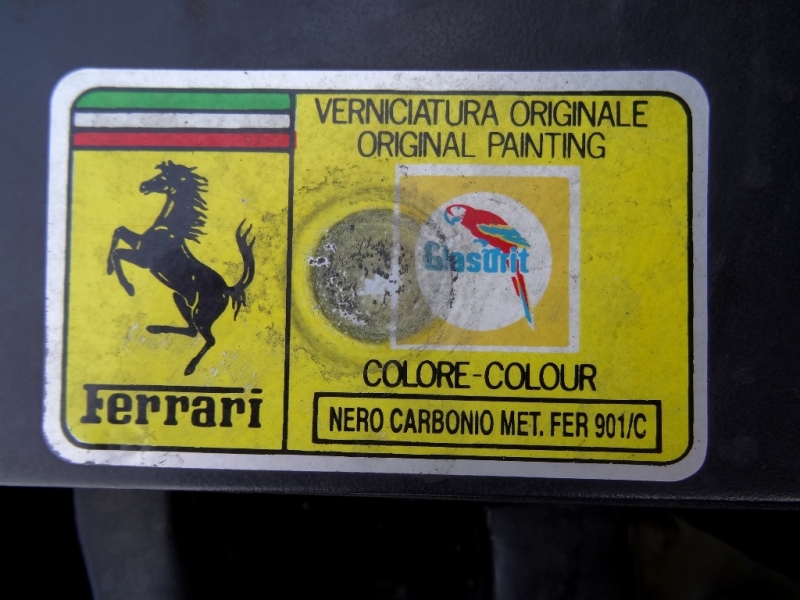 VERNICIATURA ORIGINALE
ORIGINAL PAINTING
Glasurit
COLORE-COLOUR
NERO CARBONIO MET. FER 901/C
Ferrari